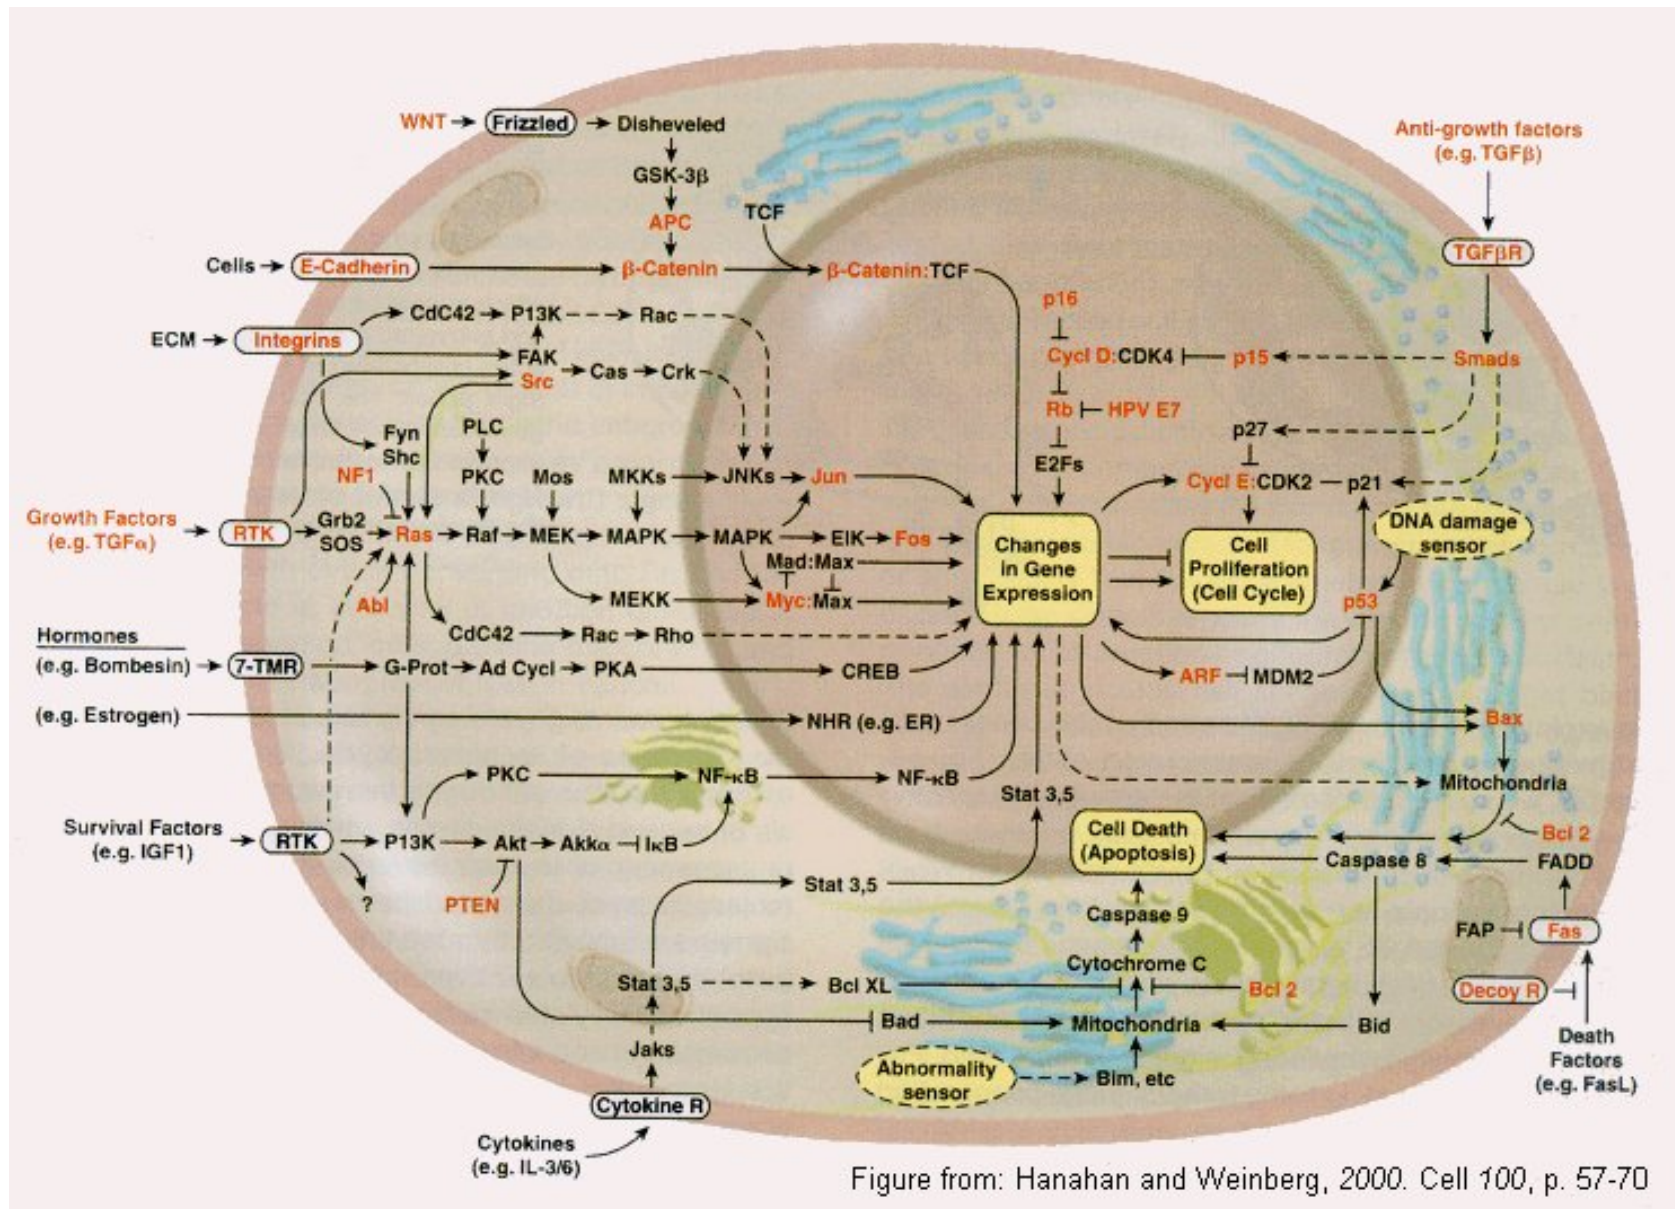 WNT
Frizzled
Disheveled
GSK-3β
APC
TCF
Cells
E-Cadherin
β-Catenin
β-Catenin:TCF
Anti-growth factors
(e.g. TGFβ)
TGFβR
CdC42
P13K
Rac
ECM
Integrins
FAK
Src
Cas
Crk
p16
Cycl D:CDK4
p15
Smads
Rb
HPV E7
E2Fs
p27
Cycl E:CDK2
p21
DNA damage
sensor
Fyn
Shc
PLC
NF1
PKC
Mos
MKKs
JNKs
Jun
Growth Factors
(e.g. TGFα)
RTK
Grb2
SOS
Ras
Raf
MEK
MAPK
MAPK
ElK
Fos
Mad:Max
Abl
MEKK
Myc:Max
Changes
in Gene
Expression
Cell
Proliferation
(Cell Cycle)
p53
CdC42
Rac
Rho
Hormones
(e.g. Bombesin)
7-TMR
G-Prot
Ad Cycl
PKA
CREB
ARF
MDM2
(e.g. Estrogen)
NHR (e.g. ER)
Bax
PKC
NF-κB
NF-κB
Stat 3,5
Mitochondria
Survival Factors
(e.g. IGF1)
RTK
P13K
Akt
Akkα
IκB
Cell Death
(Apoptosis)
Bcl 2
Caspase 8
FADD
?
PTEN
Stat 3,5
Caspase 9
FAP
Fas
Cytochrome C
Stat 3,5
Bcl XL
Bcl 2
Decoy R
Bad
Mitochondria
Bid
Jaks
Death
Factors
(e.g. FasL)
Abnormality
sensor
Bim, etc
Cytokine R
Cytokines
(e.g. IL-3/6)
Figure from: Hanahan and Weinberg, 2000. Cell 100, p. 57-70